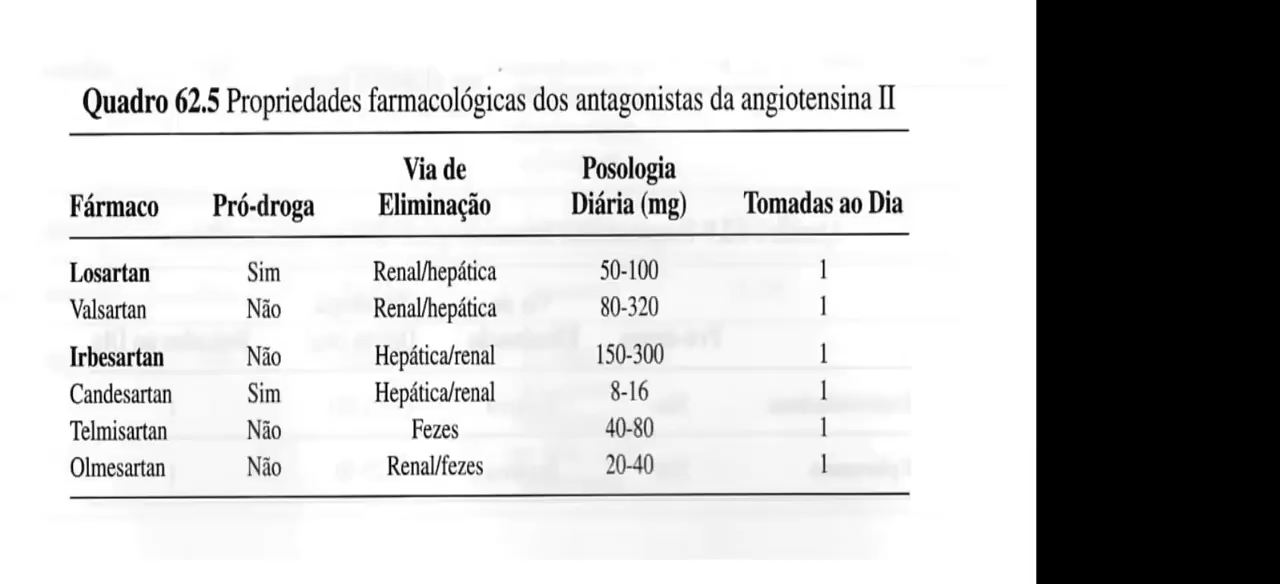 Quadro 62.5 Propriedades farmacológicas dos antagonistas da angiotensina II
Fármaco Pró-droga Via de Eliminação Posologia Diária (mg) Tomadas ao Dia
Losartan Sim Renal/hepática 50-100 1
Valsartan Não Renal/hepática 80-320 1
Irbesartan Não Hepática/renal 150-300 1
Candesartan Sim Hepática/renal 8-16 1
Telmisartan Não Fezes 40-80 1
Olmesartan Não Renal/fezes 20-40 1